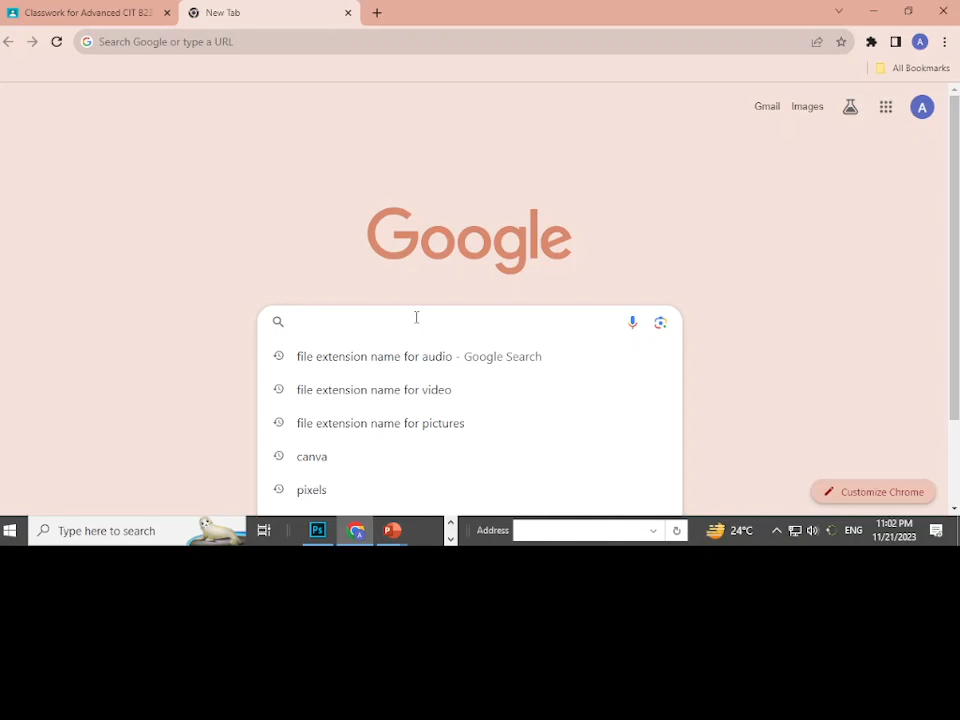 Classwork for Advanced CIT B23
New Tab
Search Google or type a URL
All Bookmarks
Gmail Images
A
Google
file extension name for audio - Google Search
file extension name for video
file extension name for pictures
canva
pixels
Customize Chrome
Type here to search
Ps
Address
24°C
ENG
11:02 PM
11/21/2023